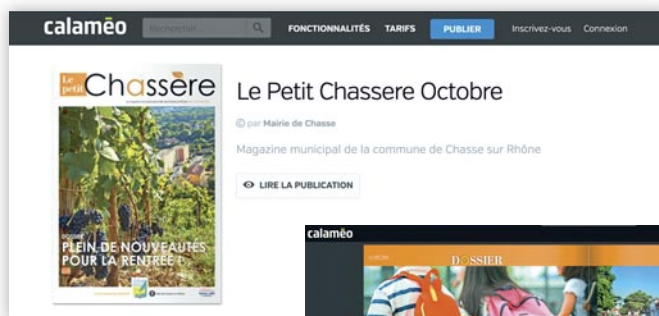 calaméo Rechercher... FONCTIONNALITÉS TARIFS PUBLIER Inscrivez-vous Connexion
Le petit Chassère
Le Petit Chassere Octobre
© par Mairie de Chasse
Magazine municipal de la commune de Chasse sur Rhône
LIRE LA PUBLICATION
DOSSIER
PLEIN DE NOUVEAUTÉS
POUR LA RENTRÉE !
calaméo
DOSSIER